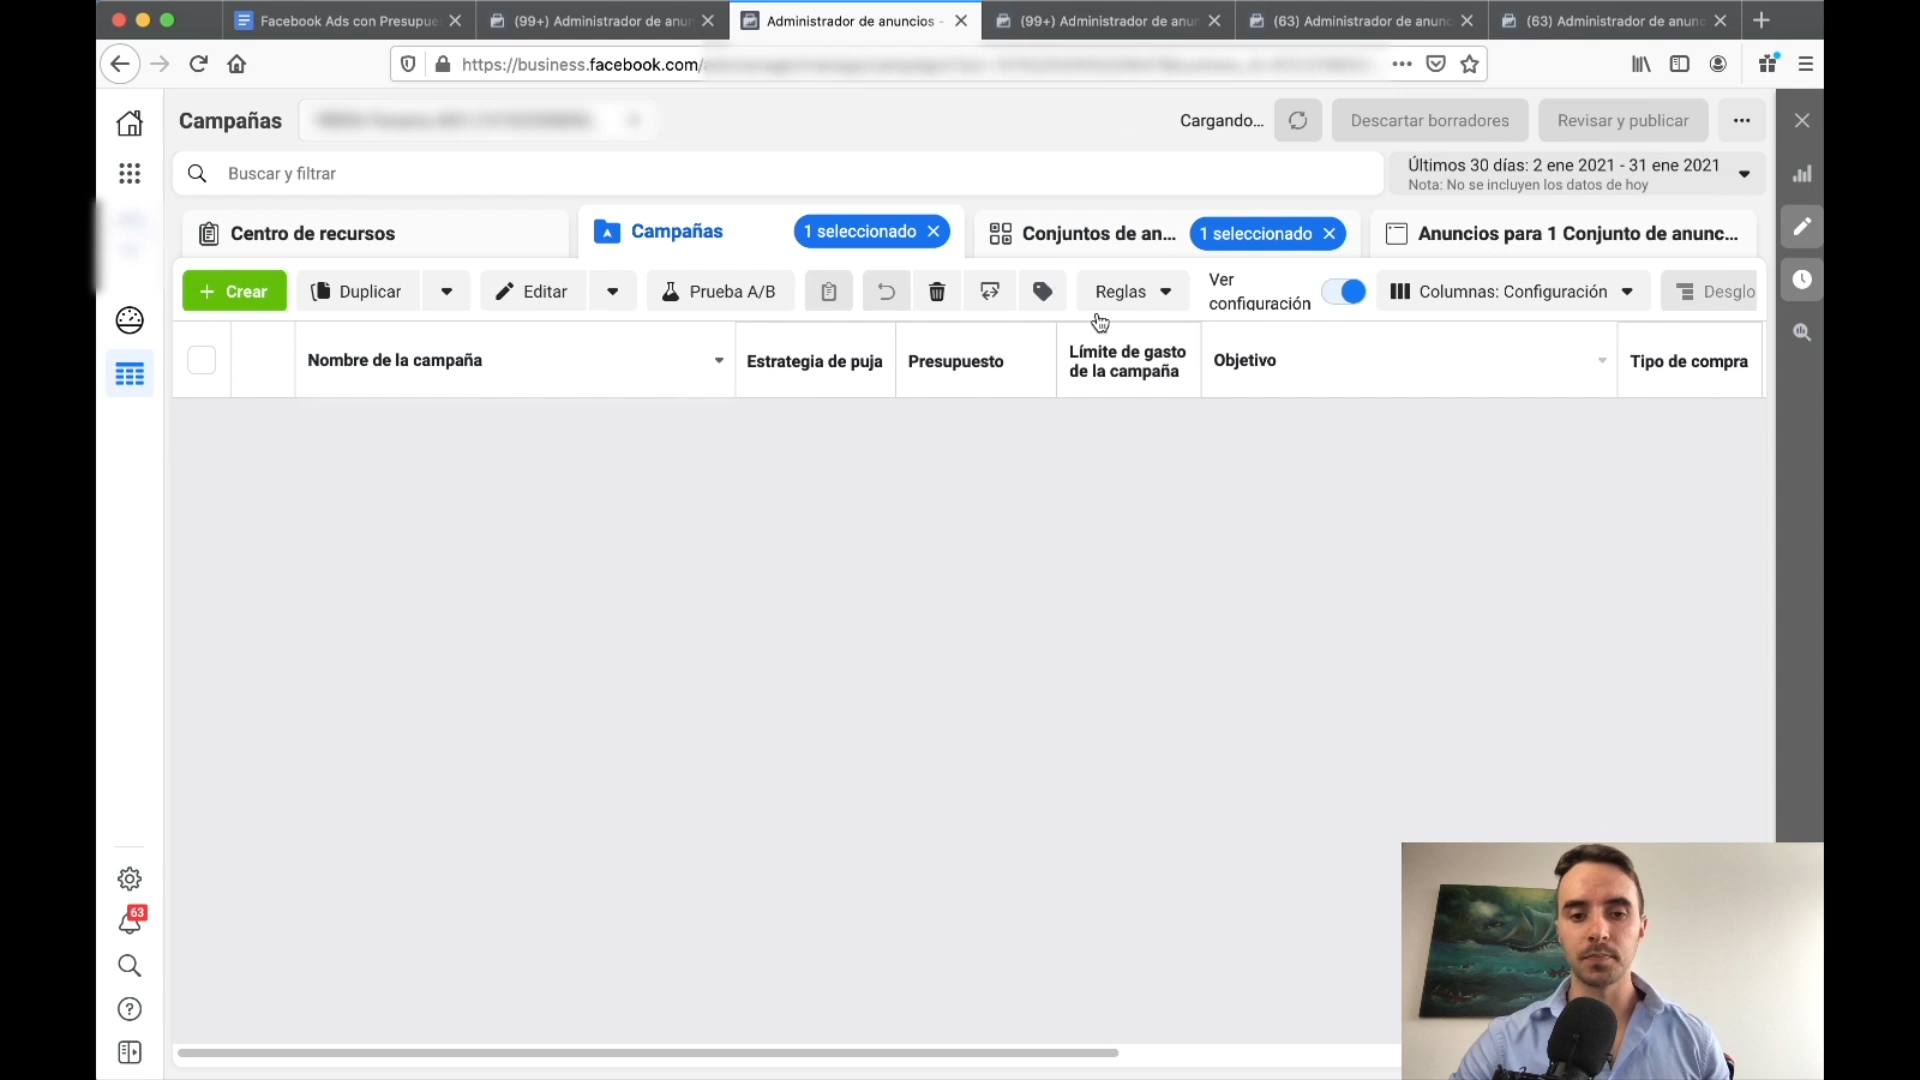 Facebook Ads con Presupue
(99+) Administrador de anun
Administrador de anuncios -
(99+) Administrador de anun
(63) Administrador de anunc
(63) Administrador de anunc
https://business.facebook.com/
Campañas
Cargando...
Descartar borradores
Revisar y publicar
Buscar y filtrar
Últimos 30 días: 2 ene 2021 - 31 ene 2021
Nota: No se incluyen los datos de hoy
Centro de recursos
Campañas
1 seleccionado
Conjuntos de an...
1 seleccionado
Anuncios para 1 Conjunto de anunc...
+ Crear
Duplicar
Editar
Prueba A/B
Reglas
Ver
configuración
Columnas: Configuración
Desglo
Nombre de la campaña
Estrategia de puja
Presupuesto
Límite de gasto
de la campaña
Objetivo
Tipo de compra
63